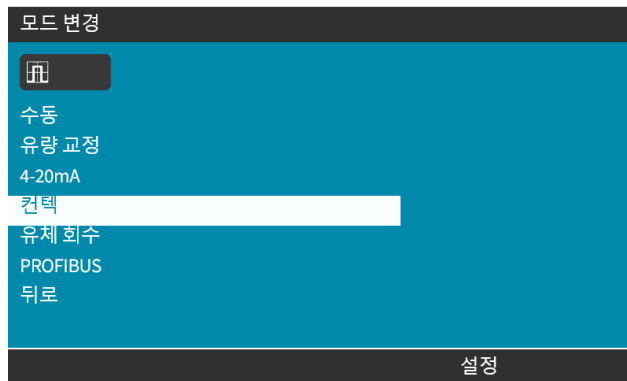 모드 변경
수동
유량 교정
4-20mA
컨텍
유체 회수
PROFIBUS
뒤로
설정